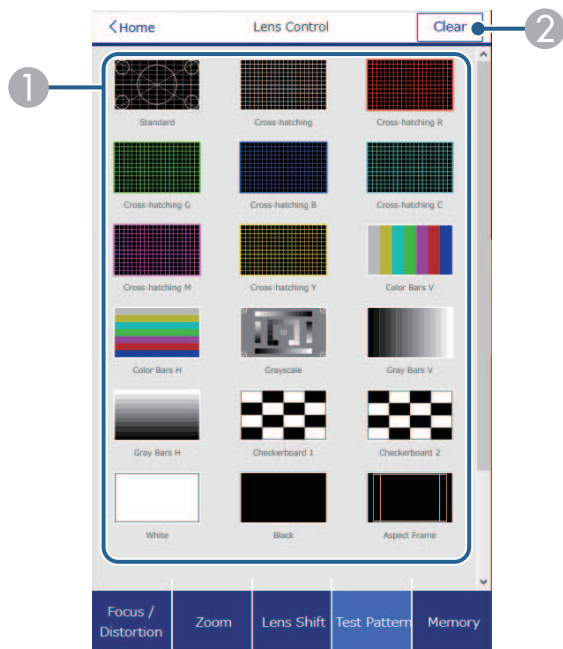 Home
Lens Control
Clear
2
1
Standard
Cross-hatching
Cross-hatching R
Cross-hatching G
Cross-hatching B
Cross-hatching C
Cross-hatching M
Cross-hatching Y
Color Bars V
Color Bars H
Grayscale
Gray Bars V
Gray Bars H
Checkerboard 1
Checkerboard 2
White
Black
Aspect Frame
Focus /
Distortion
Zoom
Lens Shift
Test Pattern
Memory